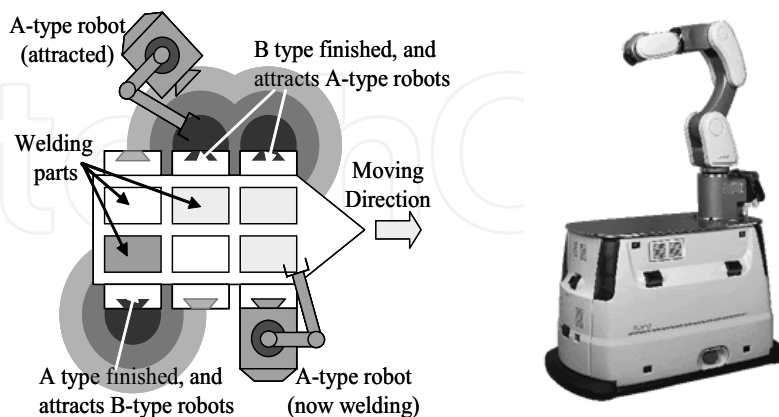 A-type robot
(attracted)
B type finished, and
attracts A-type robots
Welding
parts
Moving
Direction
A type finished, and
attracts B-type robots
A-type robot
(now welding)